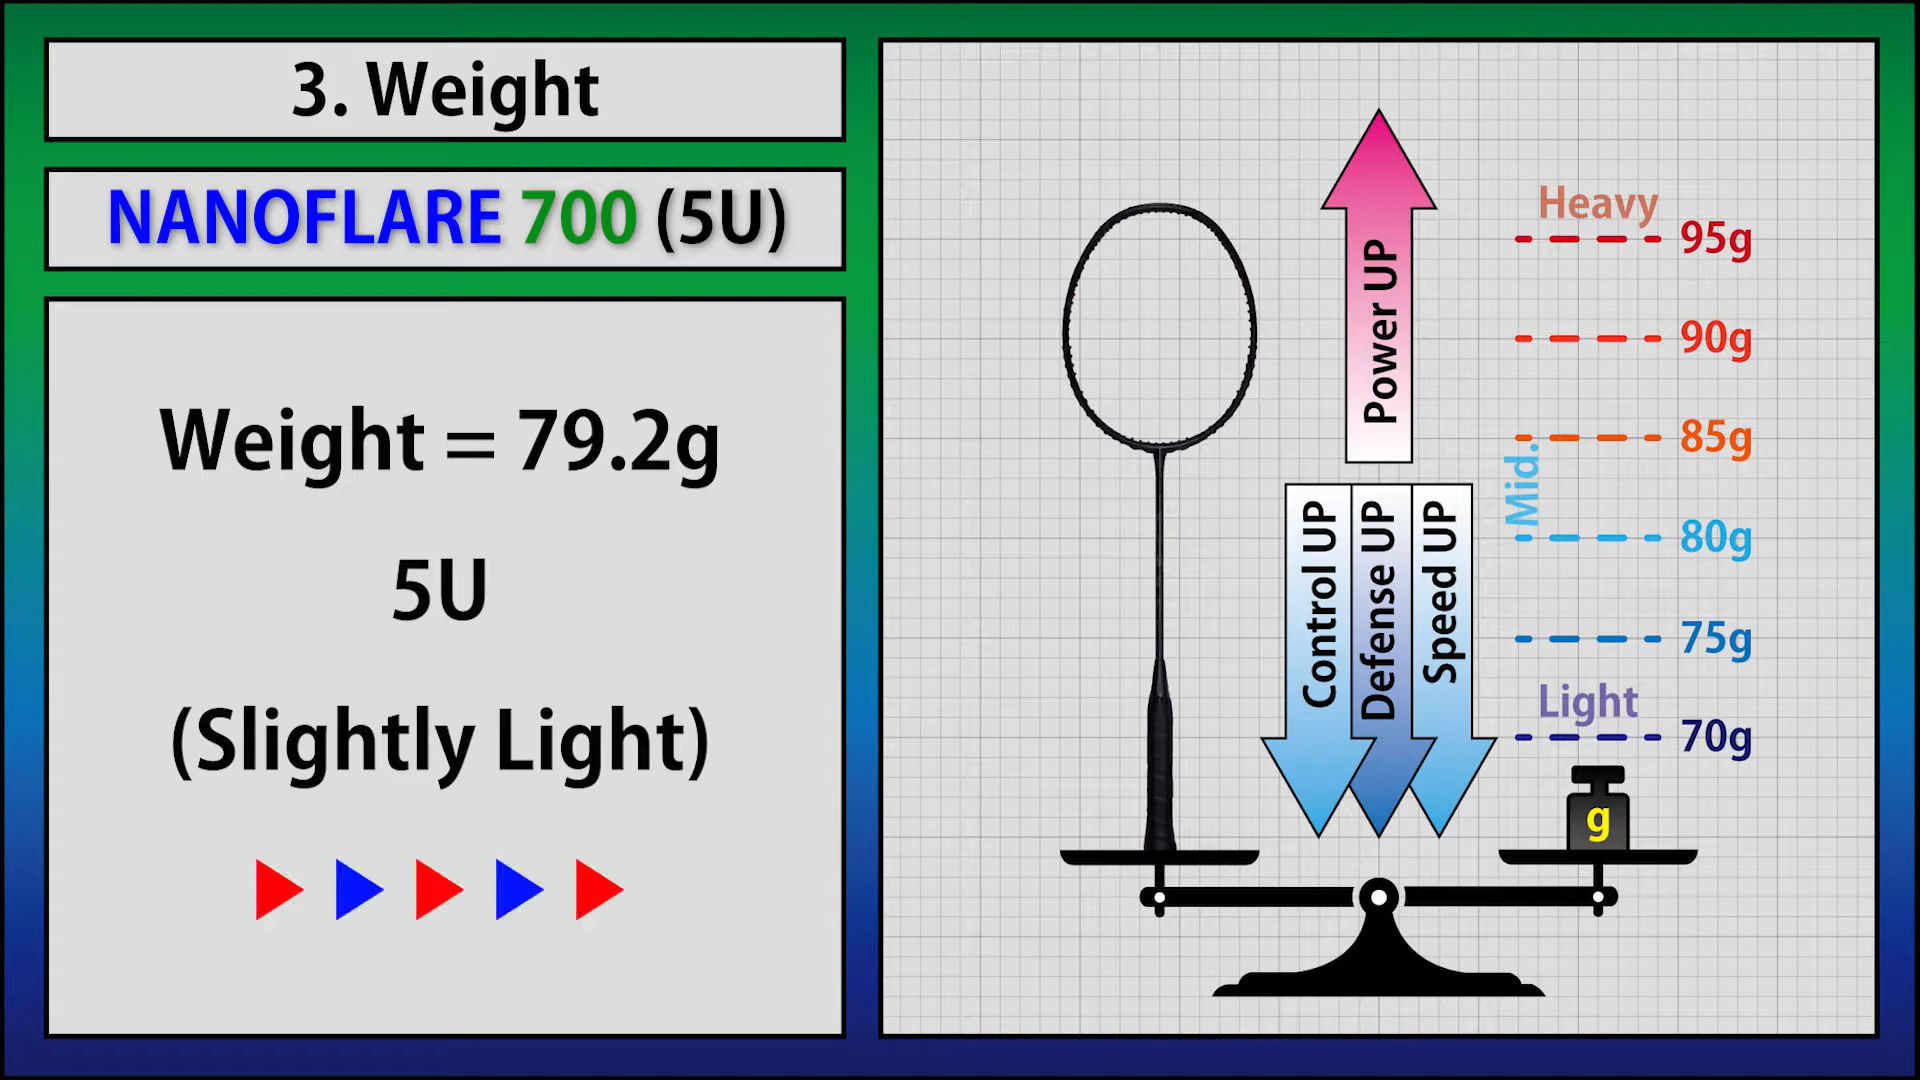 3. Weight
NANOFLARE 700 (5U)
Weight = 79.2g
5U
(Slightly Light)
Power UP
Control UP
Defense UP
Speed UP
Heavy
95g
90g
85g
Mid.
80g
75g
Light
70g
g